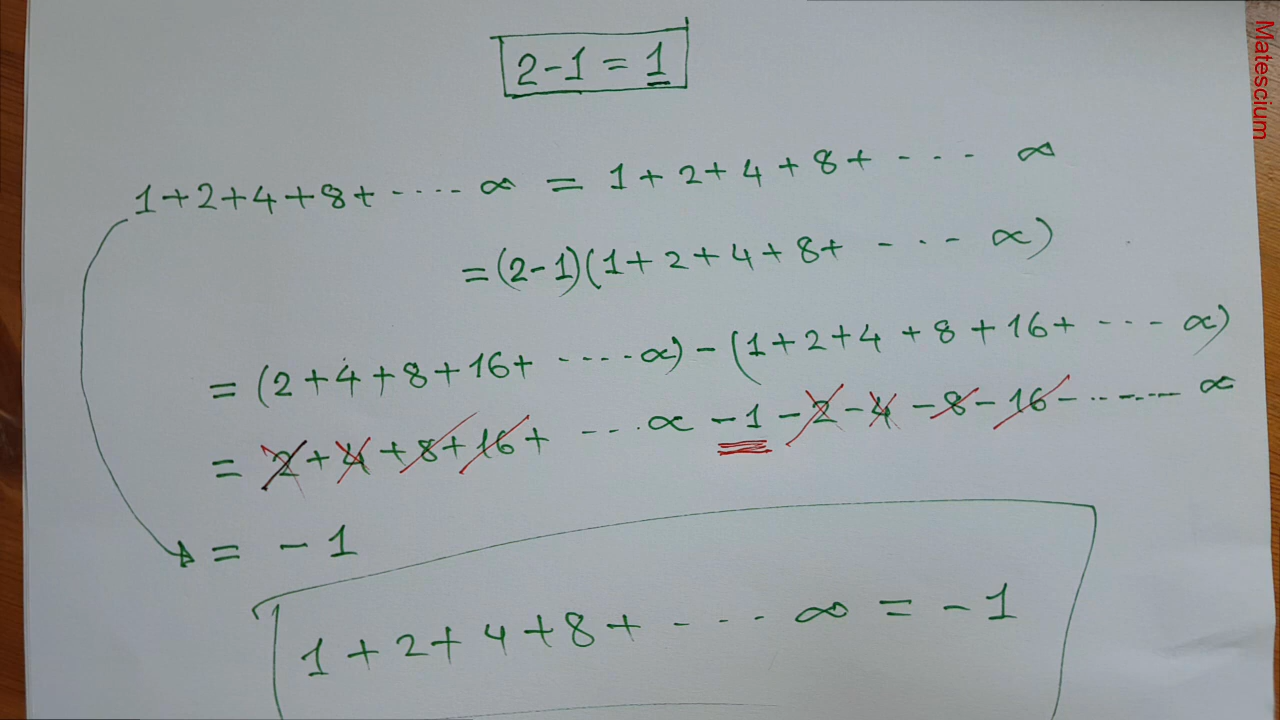 2-1 = 1
1+2+4+8+ ..... ∞ = 1+2+4+8+ .... ∞
=(2-1)(1+2+4+8+ .... ∞)
= (2+4+8+16+ .....∞) - (1+2+4+8+16+ .... ∞)
= 2+4+8+16+ ....∞ -1-2-4-8-16-....... ∞
= -1
1+2+4+8+ .... ∞ = -1
Matescium